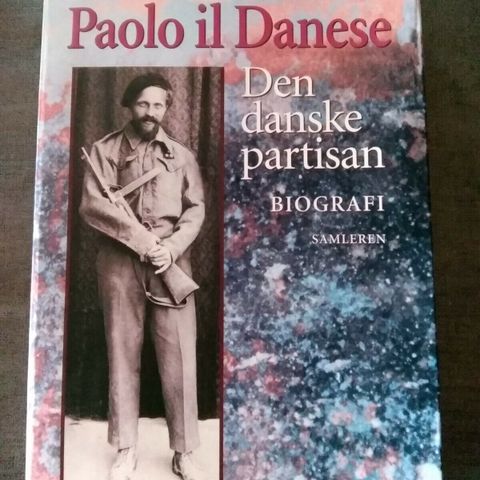 Paolo il Danese
Den
danske
partisan
BIOGRAFI
SAMLEREN